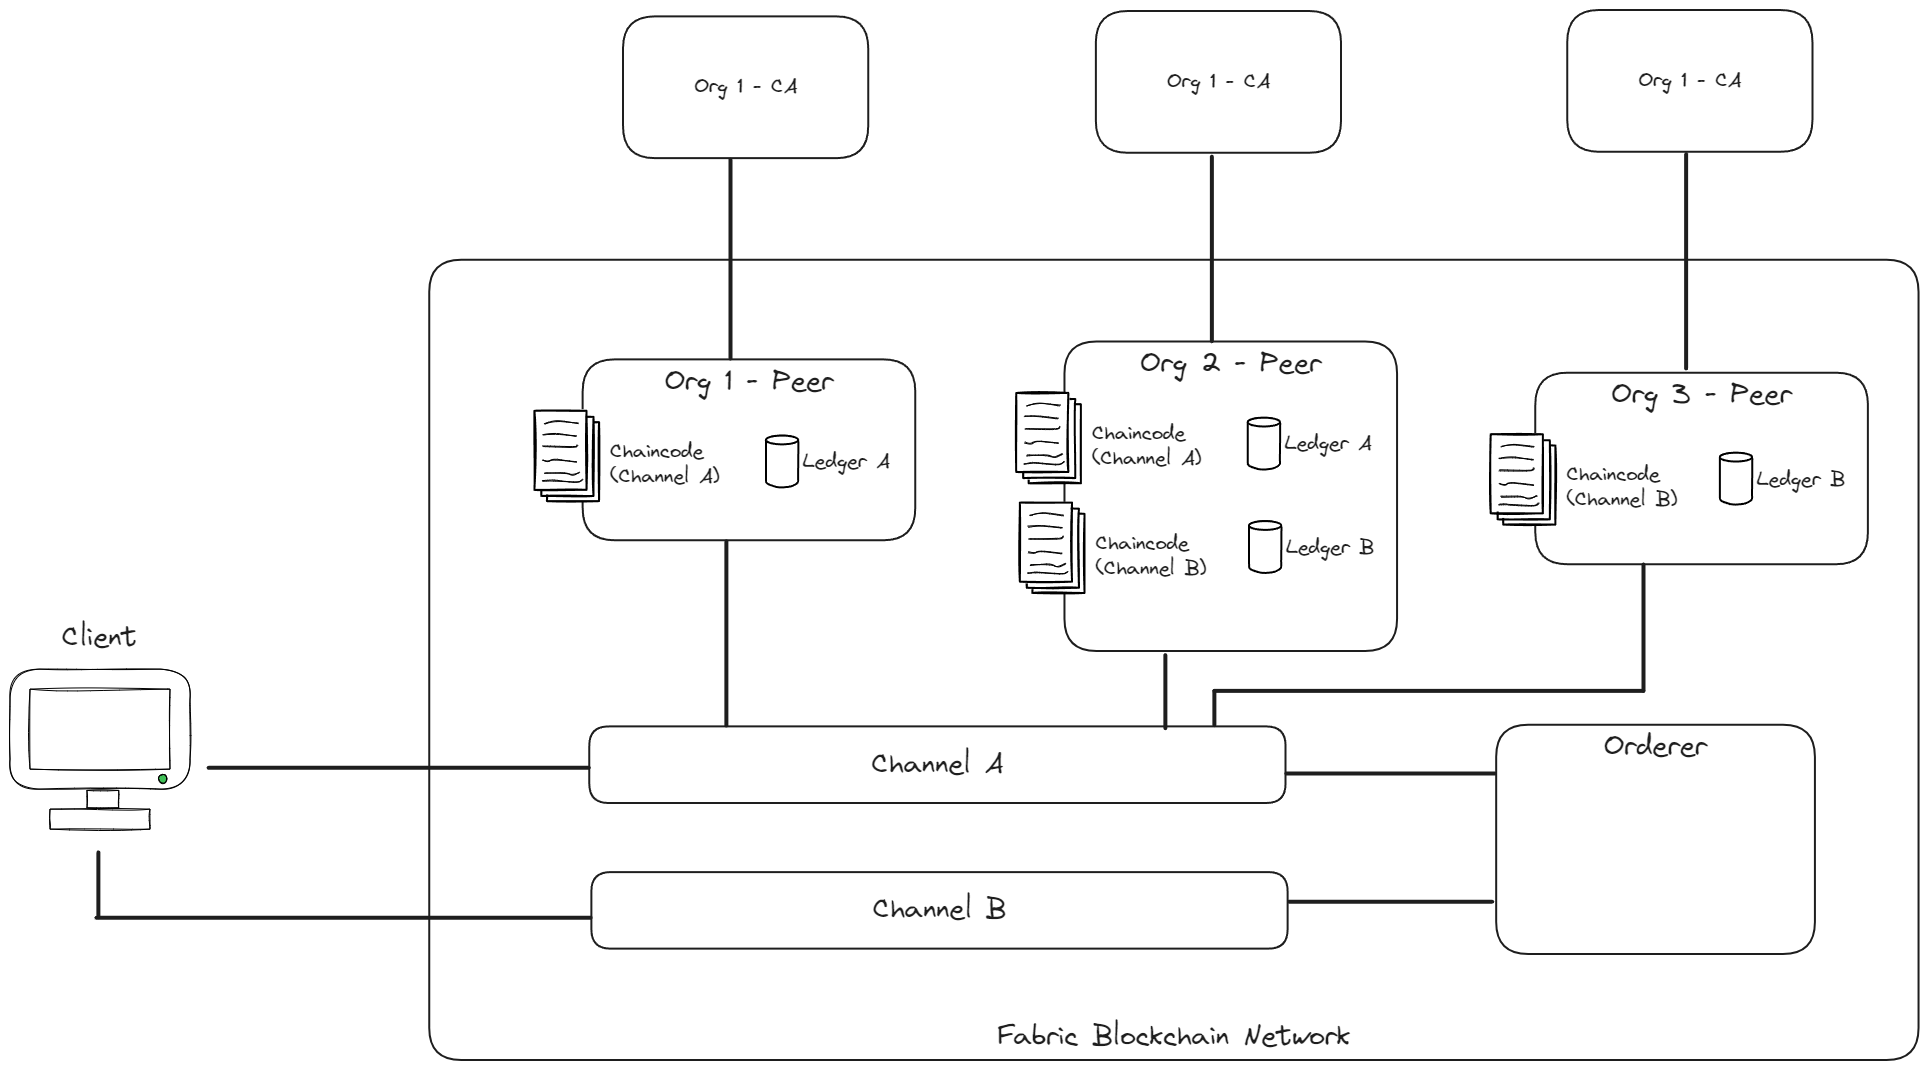 Org 1 - CA
Org 1 - CA
Org 1 - CA
Org 1 - Peer
Chaincode
(Channel A)
Ledger A
Org 2 - Peer
Chaincode
(Channel A)
Ledger A
Chaincode
(Channel B)
Ledger B
Org 3 - Peer
Chaincode
(Channel B)
Ledger B
Client
Channel A
Orderer
Channel B
Fabric Blockchain Network